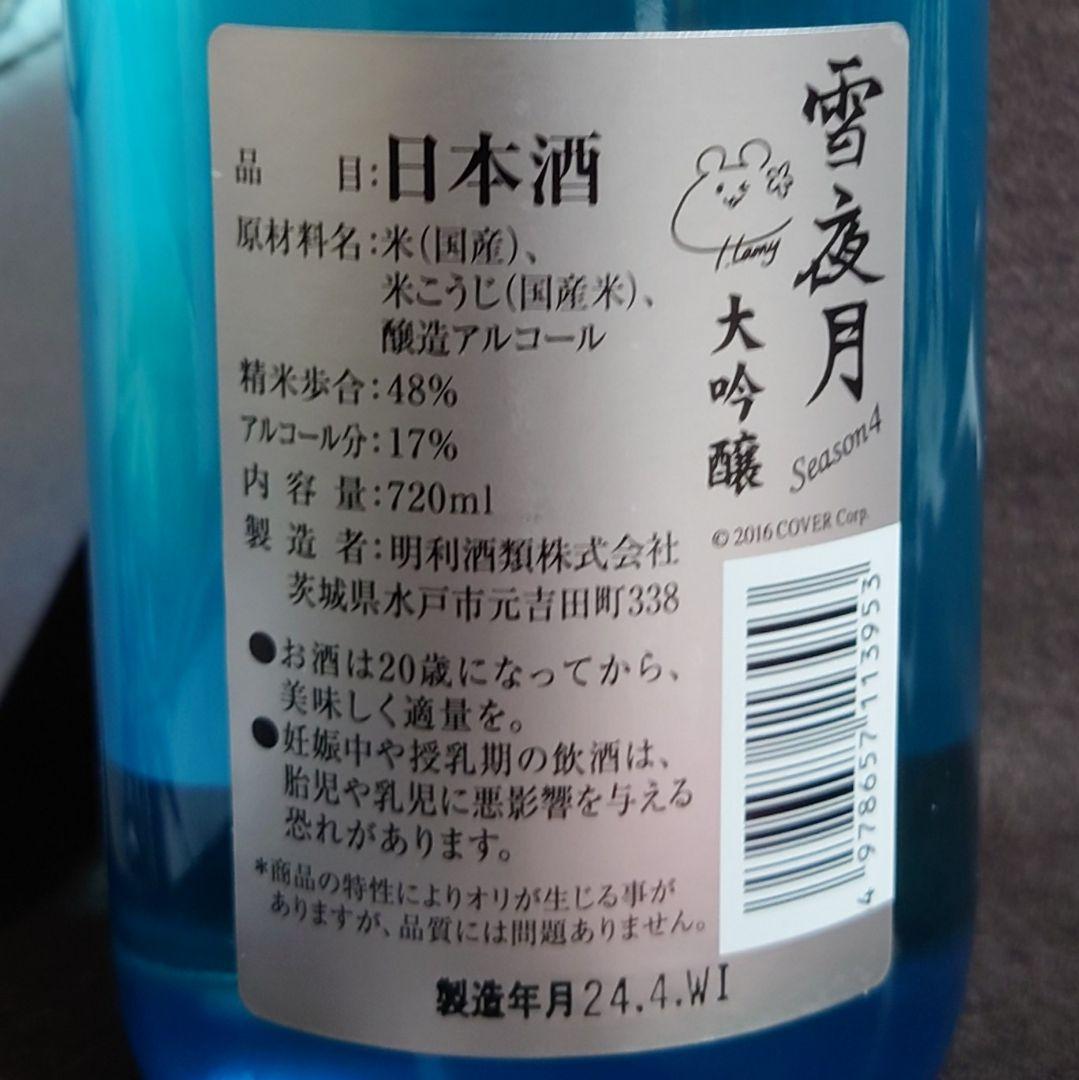 雪夜月
I.Lamy
大吟醸
Season4
© 2016 COVER Corp.
品 目:日本酒
原材料名:米(国産)、
米こうじ(国産米)、
醸造アルコール
精米歩合:48%
アルコール分:17%
内容量:720ml
製造者:明利酒類株式会社
茨城県水戸市元吉田町338
●お酒は20歳になってから、
美味しく適量を。
●妊娠中や授乳期の飲酒は、
胎児や乳児に悪影響を与える
恐れがあります。
*商品の特性によりオリが生じる事が
ありますが、品質には問題ありません。
4978657113953
製造年月24.4.WI